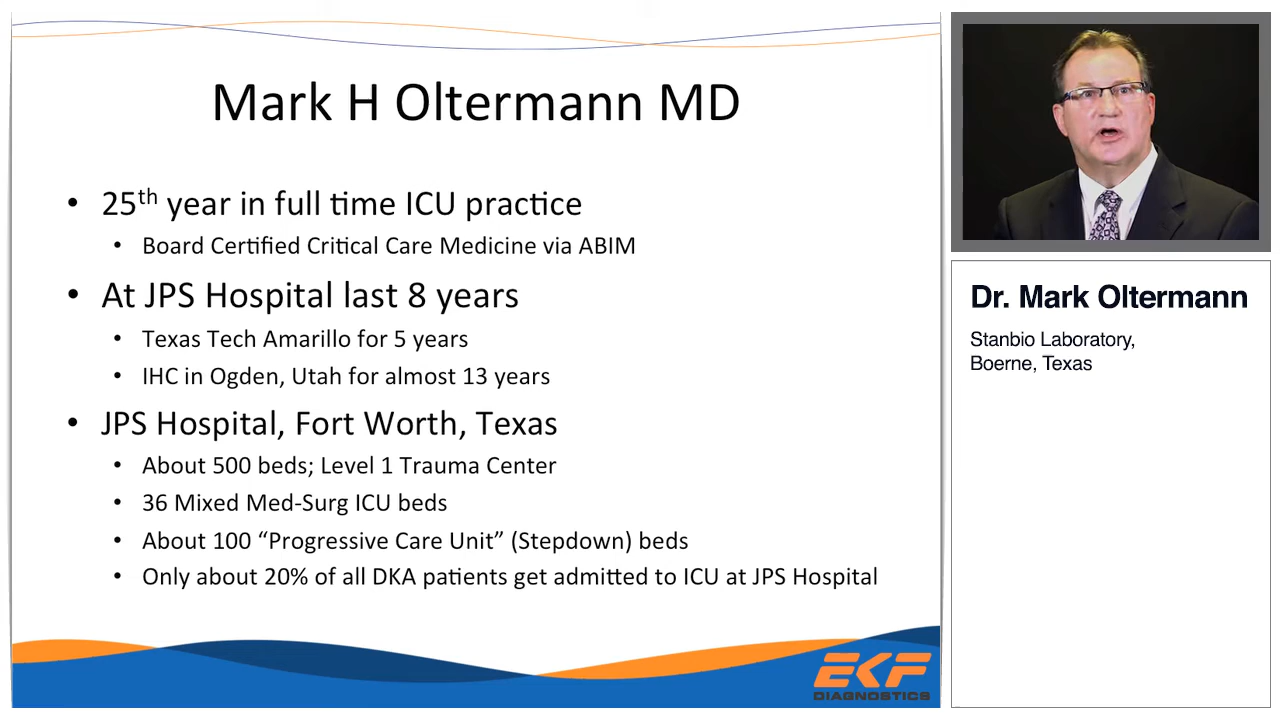 Mark H Oltermann MD
• 25th year in full time ICU practice
• Board Certified Critical Care Medicine via ABIM
• At JPS Hospital last 8 years
• Texas Tech Amarillo for 5 years
• IHC in Ogden, Utah for almost 13 years
• JPS Hospital, Fort Worth, Texas
• About 500 beds; Level 1 Trauma Center
• 36 Mixed Med-Surg ICU beds
• About 100 “Progressive Care Unit” (Stepdown) beds
• Only about 20% of all DKA patients get admitted to ICU at JPS Hospital
EKF
DIAGNOSTICS
Dr. Mark Oltermann
Stanbio Laboratory,
Boerne, Texas